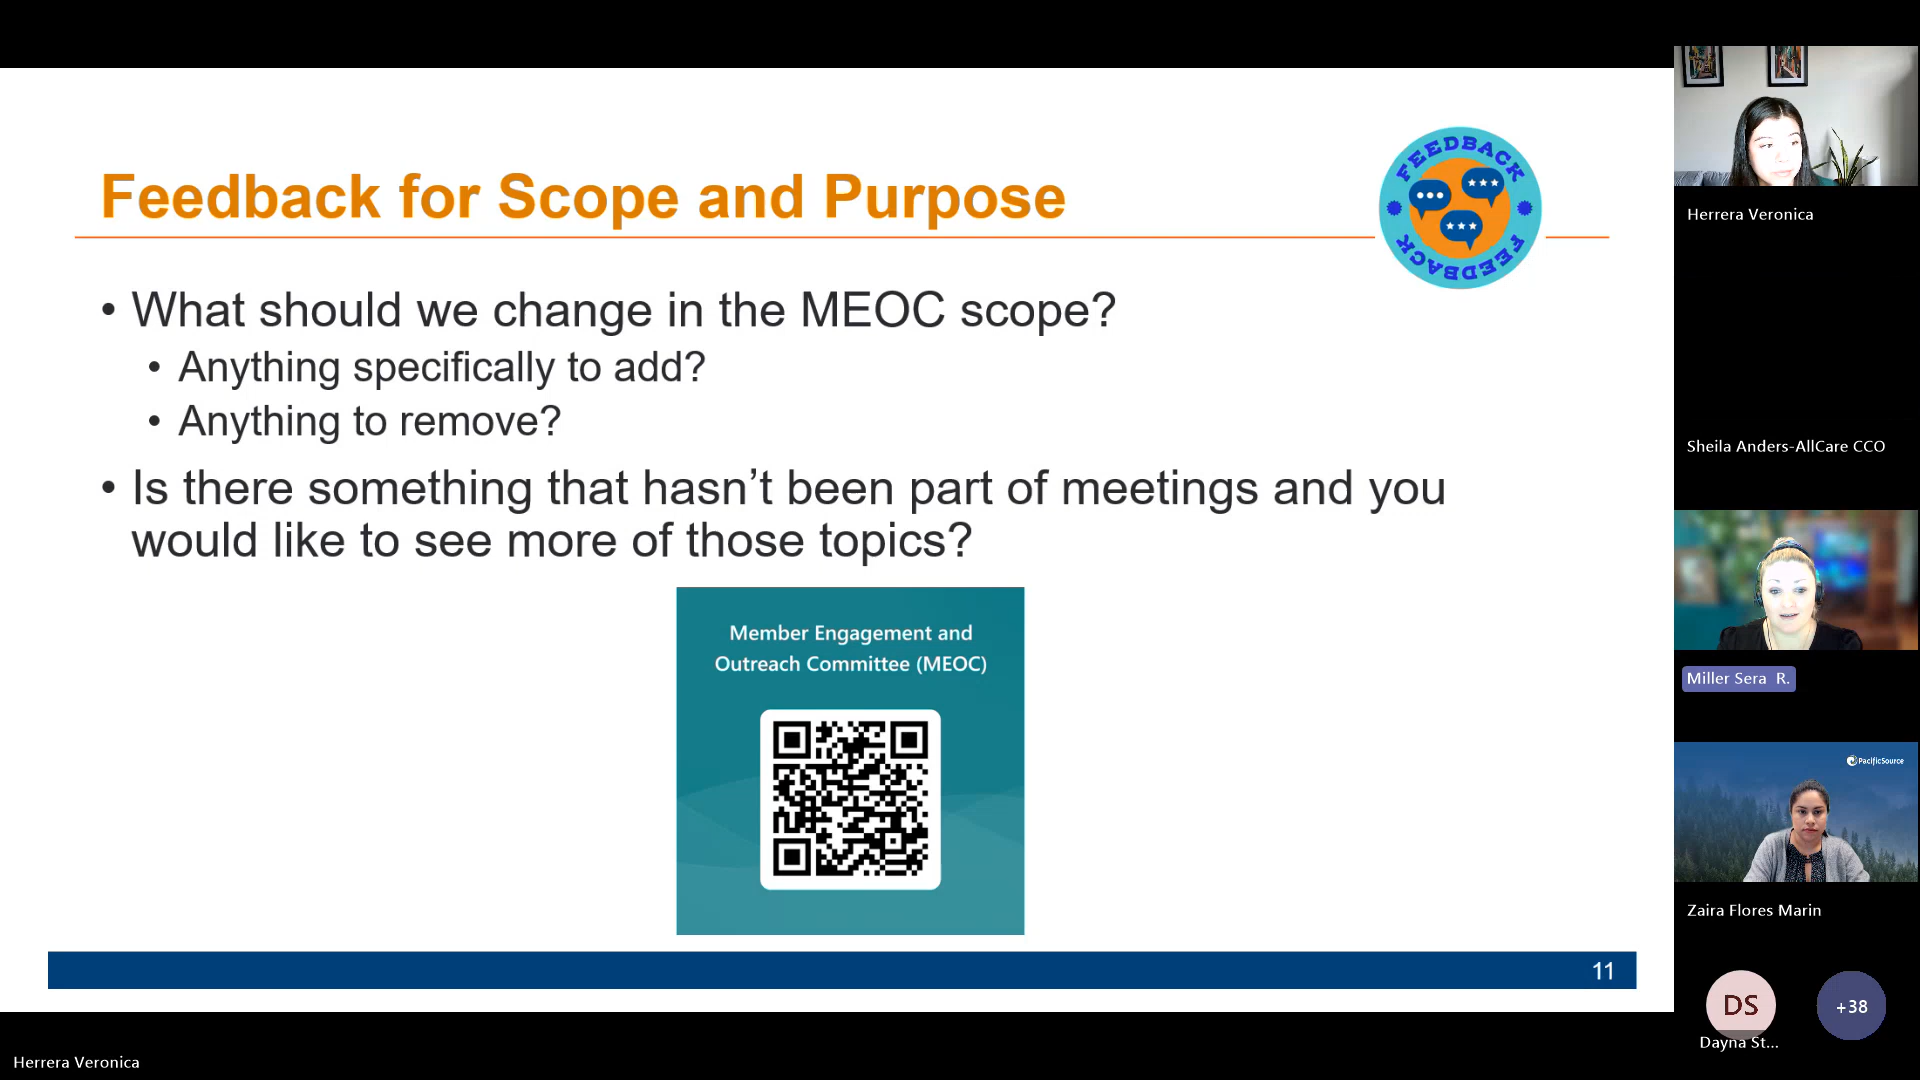 Feedback for Scope and Purpose
FEEDBACK
FEEDBACK
• What should we change in the MEOC scope?
• Anything specifically to add?
• Anything to remove?
• Is there something that hasn’t been part of meetings and you
would like to see more of those topics?
Member Engagement and
Outreach Committee (MEOC)
11
Herrera Veronica
Herrera Veronica
Sheila Anders-AllCare CCO
Miller Sera R.
PacificSource
Zaira Flores Marin
DS
+38
Dayna St...